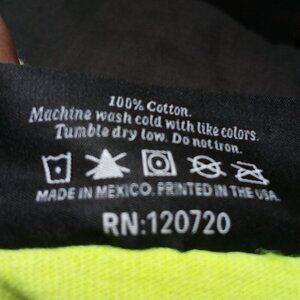 100% Cotton.
Machine wash cold with like colors.
Tumble dry low. Do not iron.
MADE IN MEXICO. PRINTED IN THE USA.
RN:120720